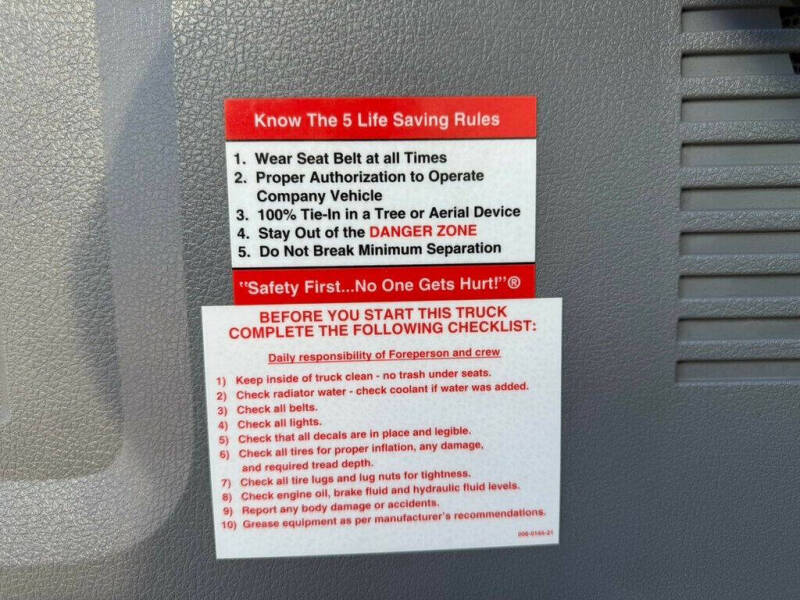 Know The 5 Life Saving Rules
1. Wear Seat Belt at all Times
2. Proper Authorization to Operate
Company Vehicle
3. 100% Tie-In in a Tree or Aerial Device
4. Stay Out of the DANGER ZONE
5. Do Not Break Minimum Separation
"Safety First...No One Gets Hurt!"®
BEFORE YOU START THIS TRUCK
COMPLETE THE FOLLOWING CHECKLIST:
Daily responsibility of Foreperson and crew
1) Keep inside of truck clean - no trash under seats.
2) Check radiator water - check coolant if water was added.
3) Check all belts.
4) Check all lights.
5) Check that all decals are in place and legible.
6) Check all tires for proper inflation, any damage,
and required tread depth.
7) Check all tire lugs and lug nuts for tightness.
8) Check engine oil, brake fluid and hydraulic fluid levels.
9) Report any body damage or accidents.
10) Grease equipment as per manufacturer's recommendations.